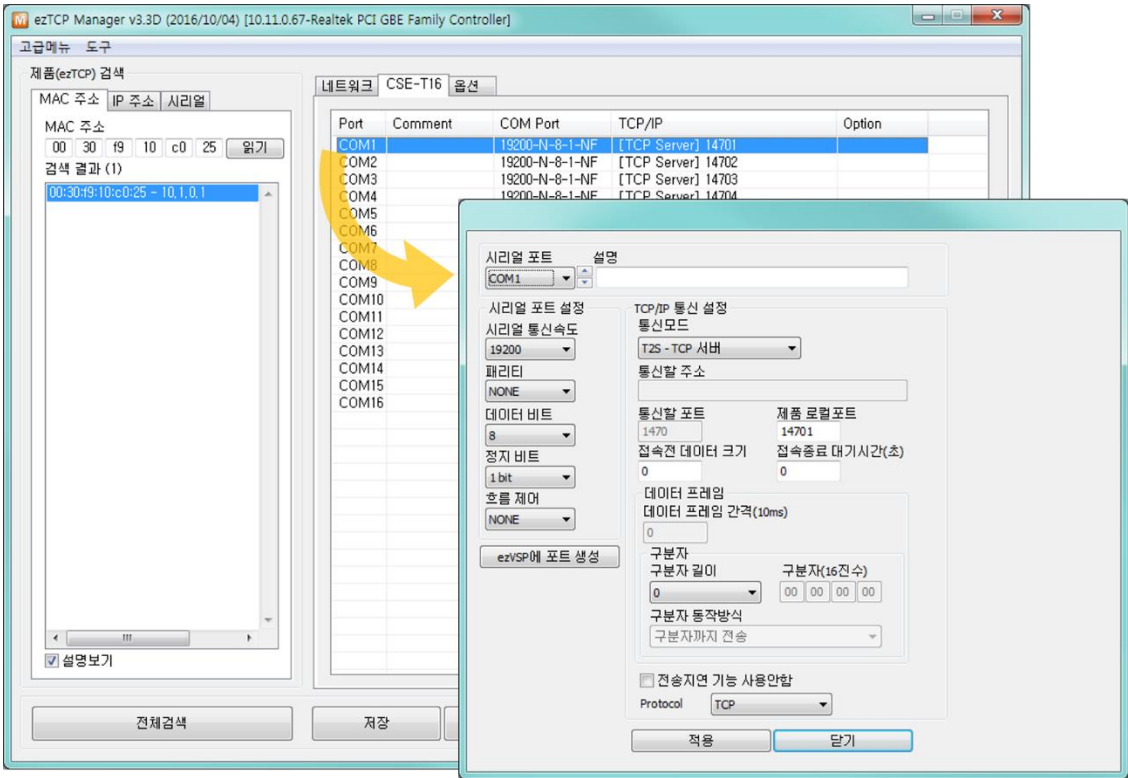 ezTCP Manager v3.3D (2016/10/04) [10.11.0.67-Realtek PCI GBE Family Controller]
고급메뉴 도구
제품(ezTCP) 검색
MAC 주소 IP 주소 시리얼
MAC 주소
00 30 f9 10 c0 25 읽기
검색 결과 (1)
00:30:f9:10:c0:25 - 10,1,0,1
설명보기
전체검색
네트워크 CSE-T16 옵션
Port Comment COM Port TCP/IP Option
COM1 19200-N-8-1-NF [TCP Server] 14701
COM2 19200-N-8-1-NF [TCP Server] 14702
COM3 19200-N-8-1-NF [TCP Server] 14703
COM4 19200-N-8-1-NF [TCP Server] 14704
COM5
COM6
COM7
COM8
COM9
COM10
COM11
COM12
COM13
COM14
COM15
COM16
저장
시리얼 포트 설명
COM1
시리얼 포트 설정
시리얼 통신속도
19200
패리티
NONE
데이터 비트
8
정지 비트
1 bit
흐름 제어
NONE
ezVSP에 포트 생성
TCP/IP 통신 설정
통신모드
T2S - TCP 서버
통신할 주소
통신할 포트 제품 로컬포트
1470 14701
접속전 데이터 크기 접속종료 대기시간(초)
0 0
데이터 프레임
데이터 프레임 간격(10ms)
0
구분자
구분자 길이 구분자(16진수)
0 00 00 00 00
구분자 동작방식
구분자까지 전송
전송지연 기능 사용안함
Protocol TCP
적용 닫기